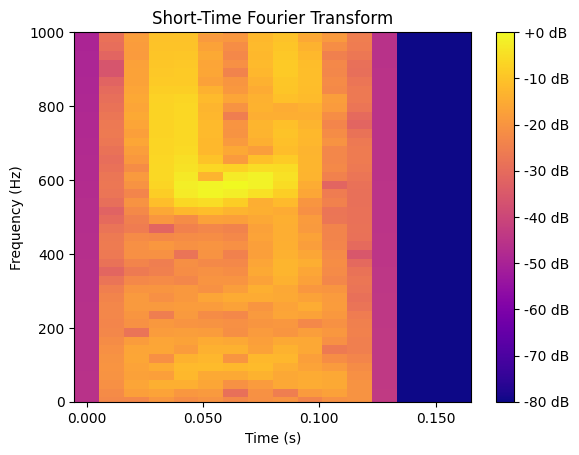 Short-Time Fourier Transform
1000
800
600
400
200
0
Frequency (Hz)
0.000
0.050
0.100
0.150
Time (s)
+0 dB
-10 dB
-20 dB
-30 dB
-40 dB
-50 dB
-60 dB
-70 dB
-80 dB